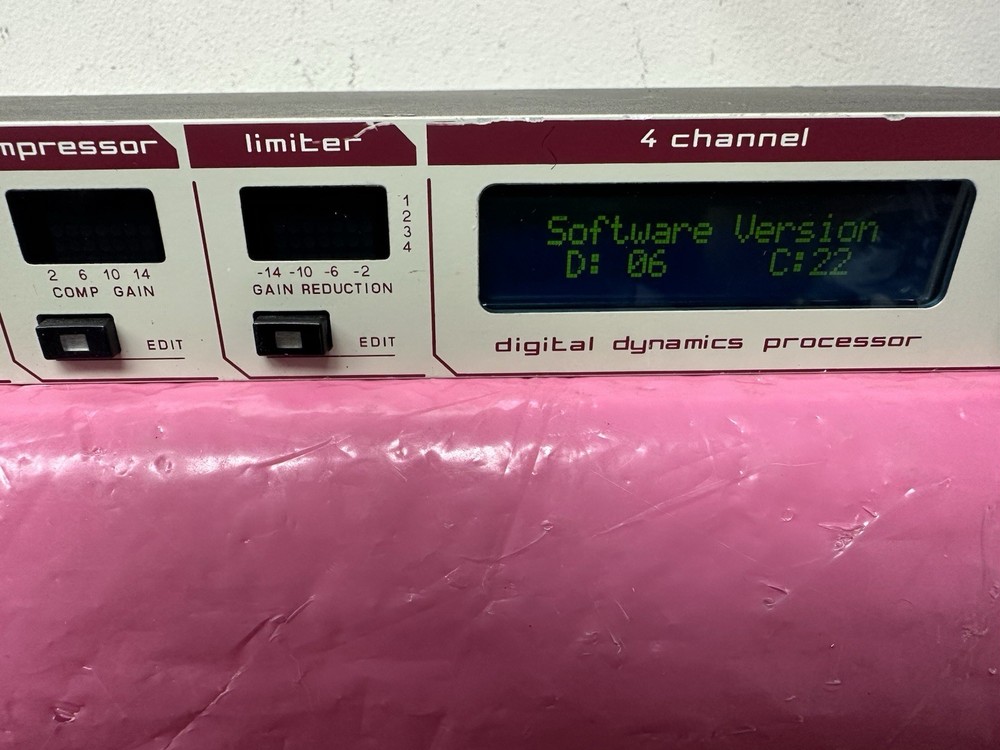 mpressor
2 6 10 14
COMP GAIN
EDIT
limiter
1
2
3
4
-14 -10 -6 -2
GAIN REDUCTION
EDIT
4 channel
Software Version
D: 06 C:22
digital dynamics processor